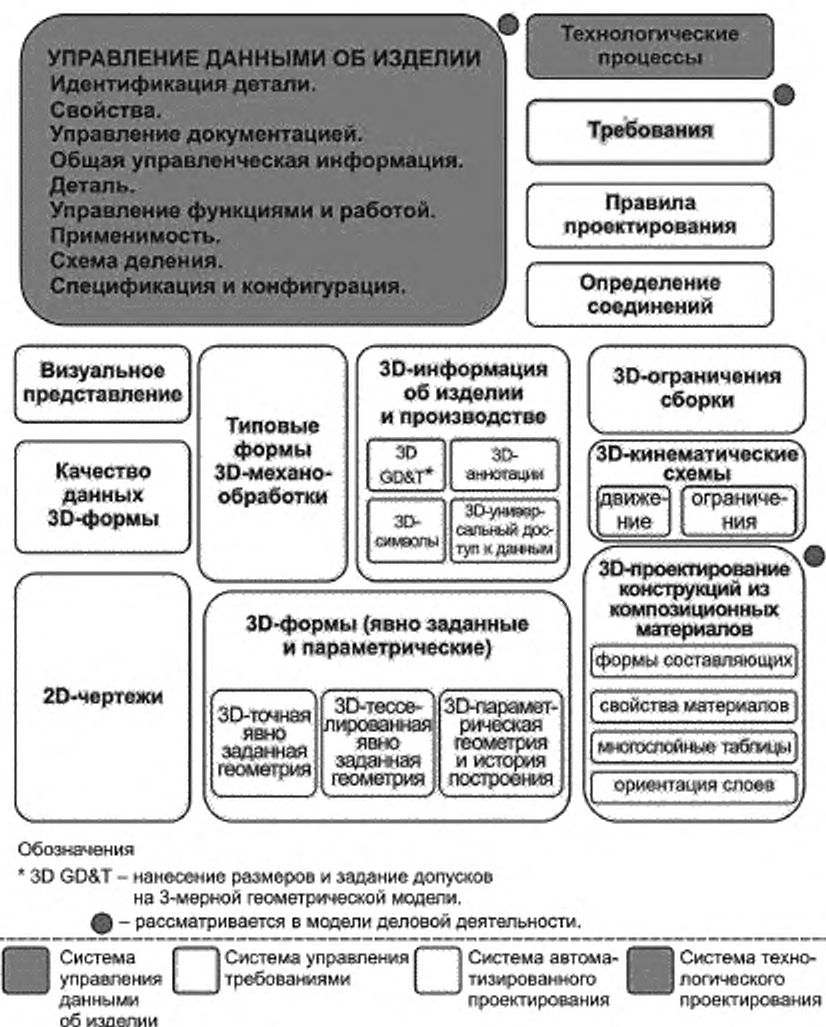 УПРАВЛЕНИЕ ДАННЫМИ ОБ ИЗДЕЛИИ
Идентификация детали.
Свойства.
Управление документацией.
Общая управленческая информация.
Деталь.
Управление функциями и работой.
Применимость.
Схема деления.
Спецификация и конфигурация.
Технологические
процессы
Требования
Правила
проектирования
Определение
соединений
Визуальное
представление
Качество
данных
3D-формы
2D-чертежи
Типовые
формы
3D-механо-
обработки
3D-информация
об изделии
и производстве
3D
GD&T*
3D-
аннотации
3D-
символы
3D-универ-
сальный дос-
туп к данным
3D-ограничения
сборки
3D-кинематические
схемы
движе-
ние
ограниче-
ния
3D-формы (явно заданные
и параметрические)
3D-точная
явно
заданная
геометрия
3D-тессе-
лированная
явно
заданная
геометрия
3D-парамет-
рическая
геометрия
и история
построения
3D-проектирование
конструкций из
композиционных
материалов
формы составляющих
свойства материалов
многослойные таблицы
ориентация слоев
Обозначения
* 3D GD&T – нанесение размеров и задание допусков
на 3-мерной геометрической модели.
– рассматривается в модели деловой деятельности.
Система
управления
данными
об изделии
Система управления
требованиями
Система автома-
тизированного
проектирования
Система техно-
логического
проектирования